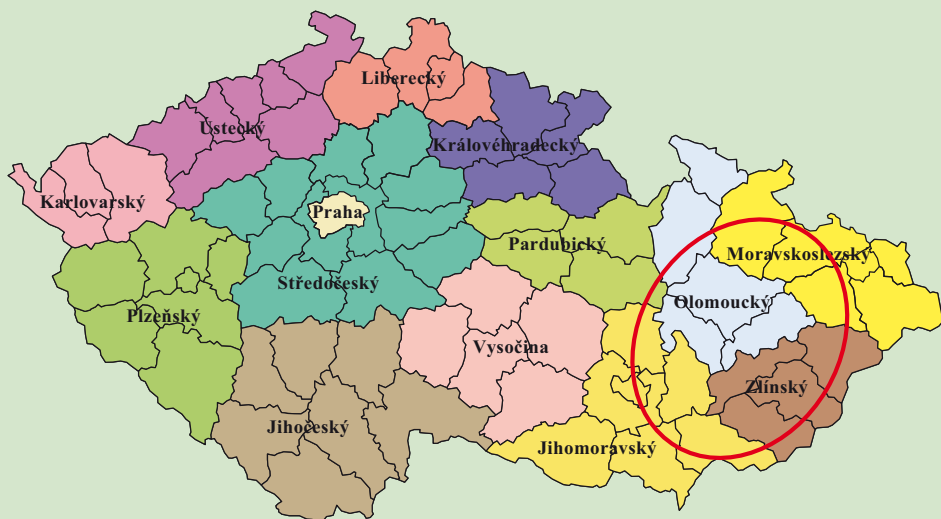 Liberecký
Ústecký
Královéhradecký
Karlovarský
Praha
Pardubický
Moravskoslezský
Středočeský
Olomoucký
Plzeňský
Vysočina
Zlínský
Jihočeský
Jihomoravský